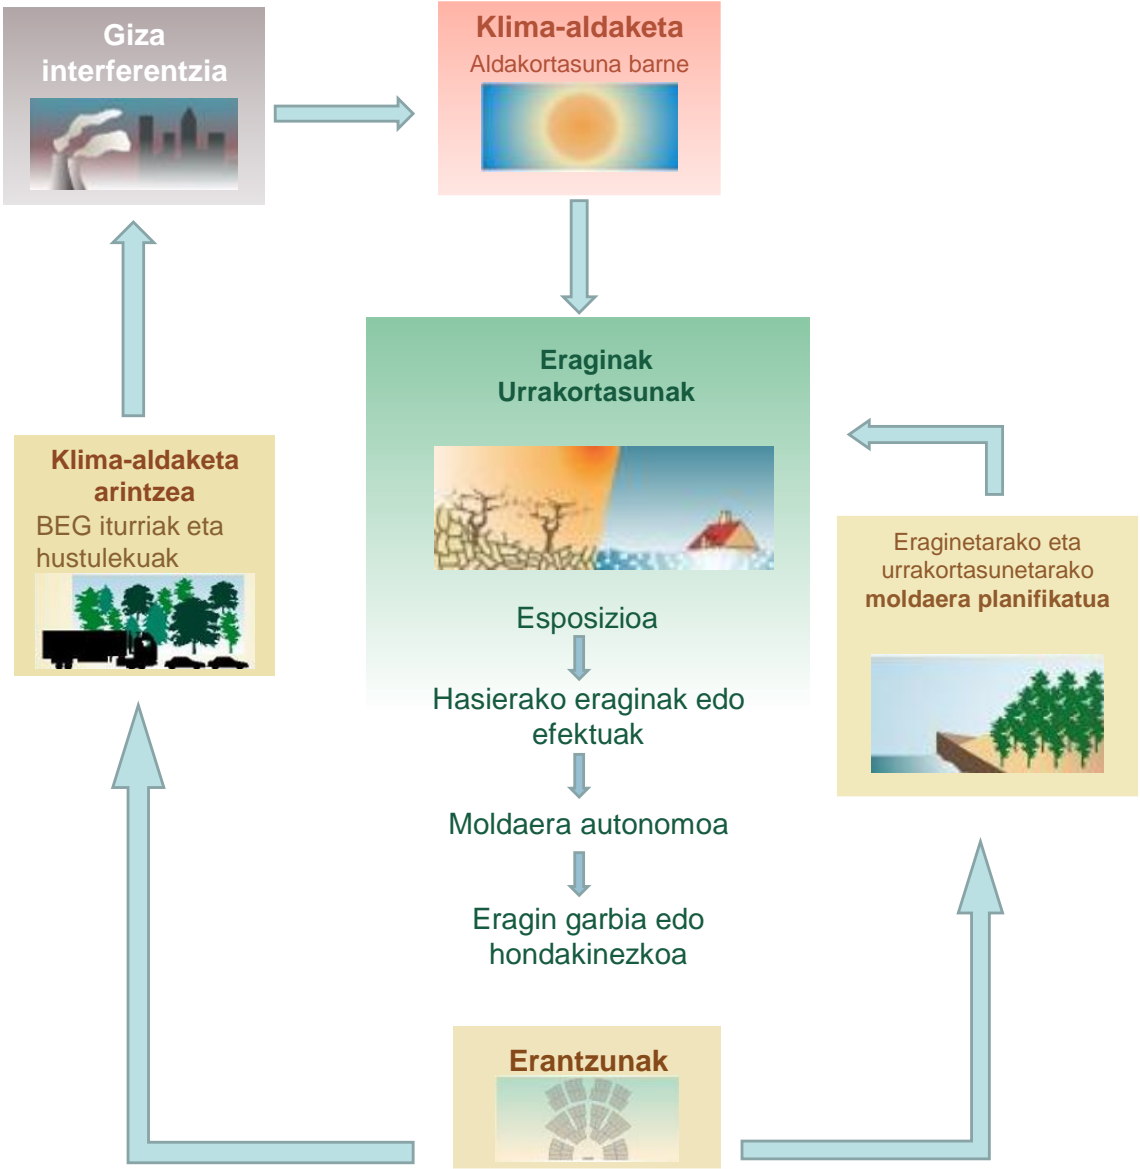 Giza
interferentzia
Klima-aldaketa
Aldakortasuna barne
Eraginak
Urrakortasunak
Klima-aldaketa
arintzea
BEG iturriak eta
hustulekuak
Eraginetarako eta
urrakortasunetarako
moldaera planifikatua
Esposizioa
Hasierako eraginak edo
efektuak
Moldaera autonomoa
Eragin garbia edo
hondakinezkoa
Erantzunak